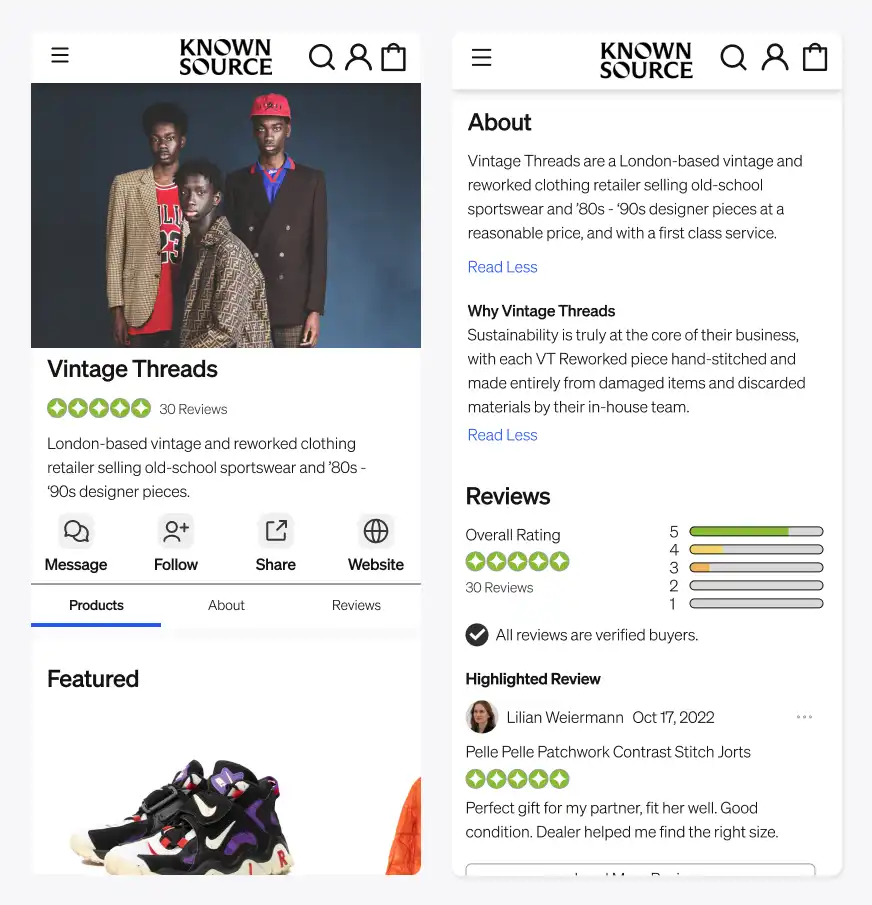 KNOWN
SOURCE
Vintage Threads
30 Reviews
London-based vintage and reworked clothing
retailer selling old-school sportswear and ’80s -
‘90s designer pieces.
Message
Follow
Share
Website
Products
About
Reviews
Featured
KNOWN
SOURCE
About
Vintage Threads are a London-based vintage and
reworked clothing retailer selling old-school
sportswear and ’80s - ‘90s designer pieces at a
reasonable price, and with a first class service.
Read Less
Why Vintage Threads
Sustainability is truly at the core of their business,
with each VT Reworked piece hand-stitched and
made entirely from damaged items and discarded
materials by their in-house team.
Read Less
Reviews
Overall Rating
30 Reviews
5
4
3
2
1
All reviews are verified buyers.
Highlighted Review
Lilian Weiermann Oct 17, 2022
Pelle Pelle Patchwork Contrast Stitch Jorts
Perfect gift for my partner, fit her well. Good
condition. Dealer helped me find the right size.